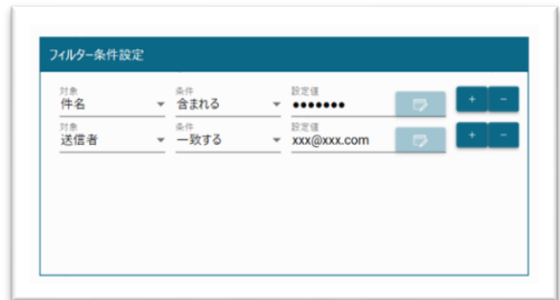 フィルター条件設定
対象 条件 設定値
件名 含まれる ●●●●●●● + -
対象 条件 設定値
送信者 一致する xxx@xxx.com + -